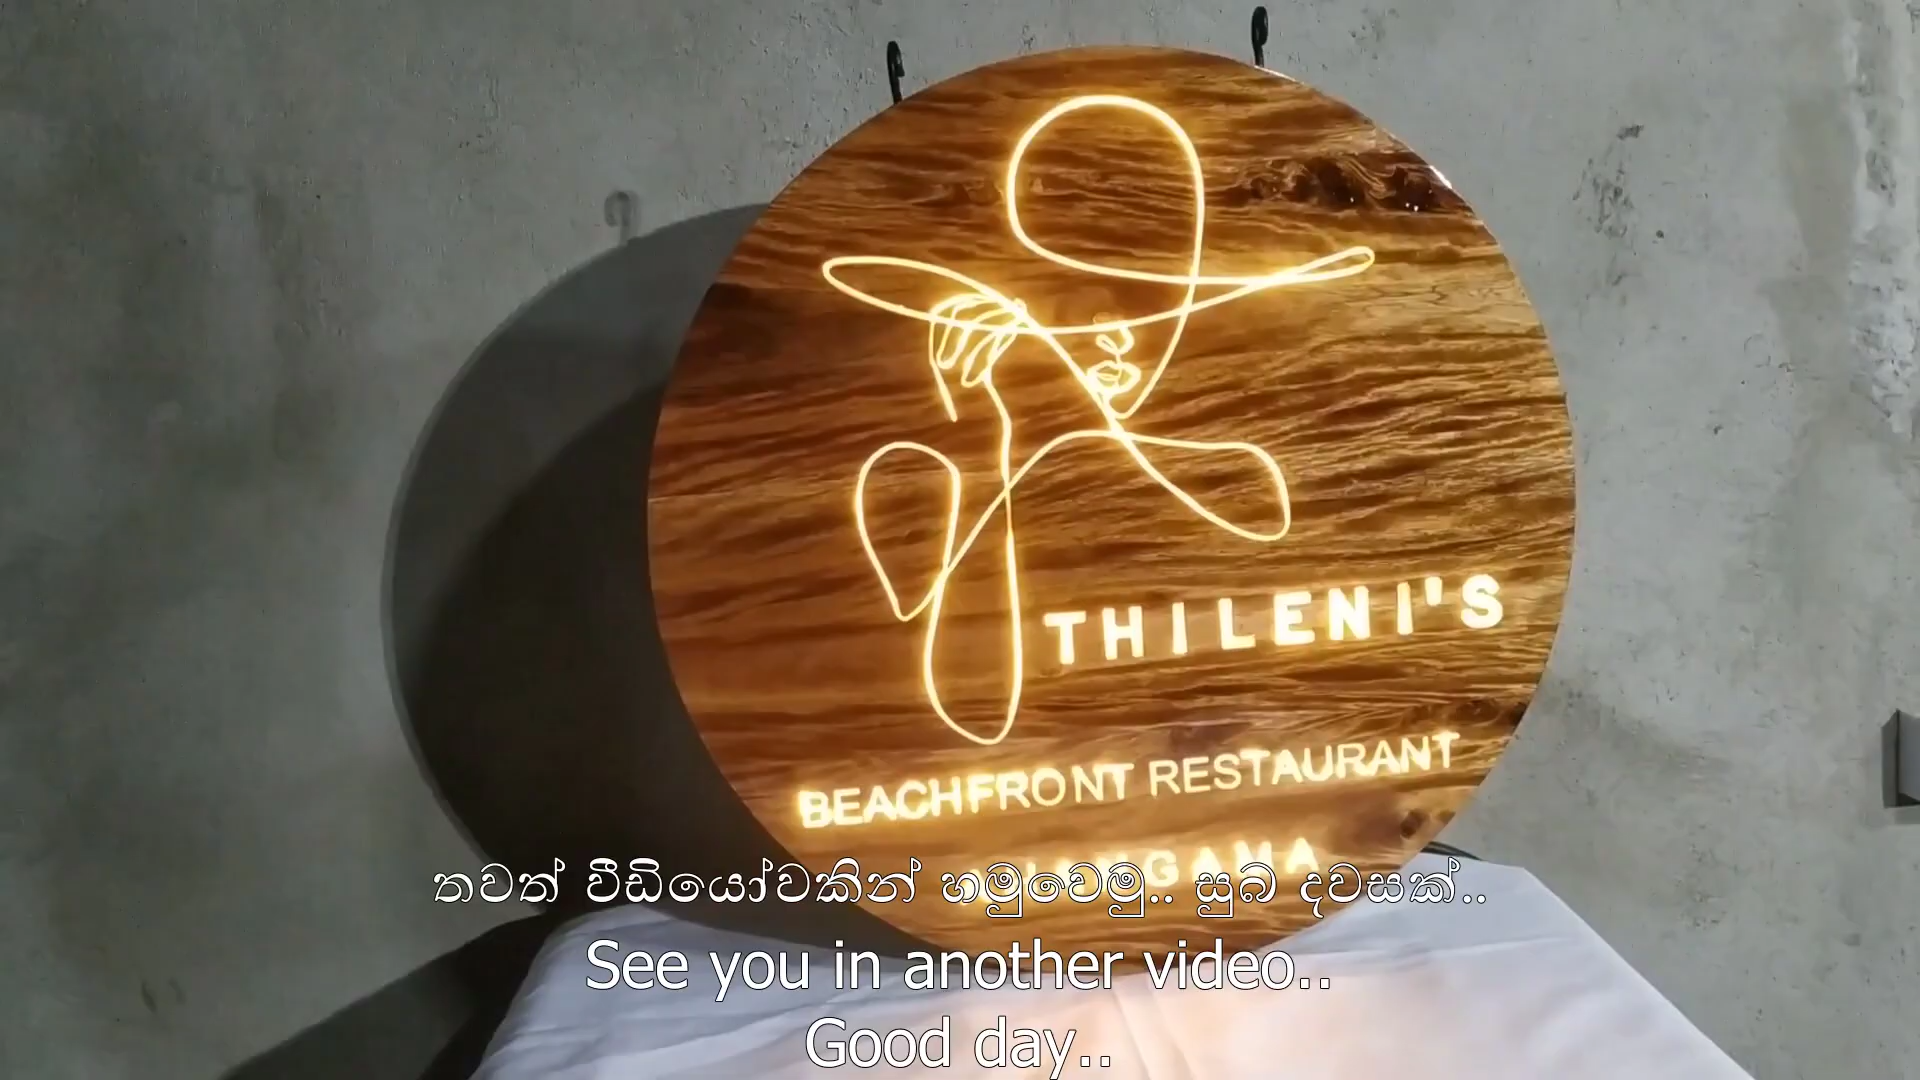 THILENI'S
BEACHFRONT RESTAURANT
තවත් වීඩියෝවකින් හමුවෙමු.. සුබ දවසක්..
See you in another video..
Good day..